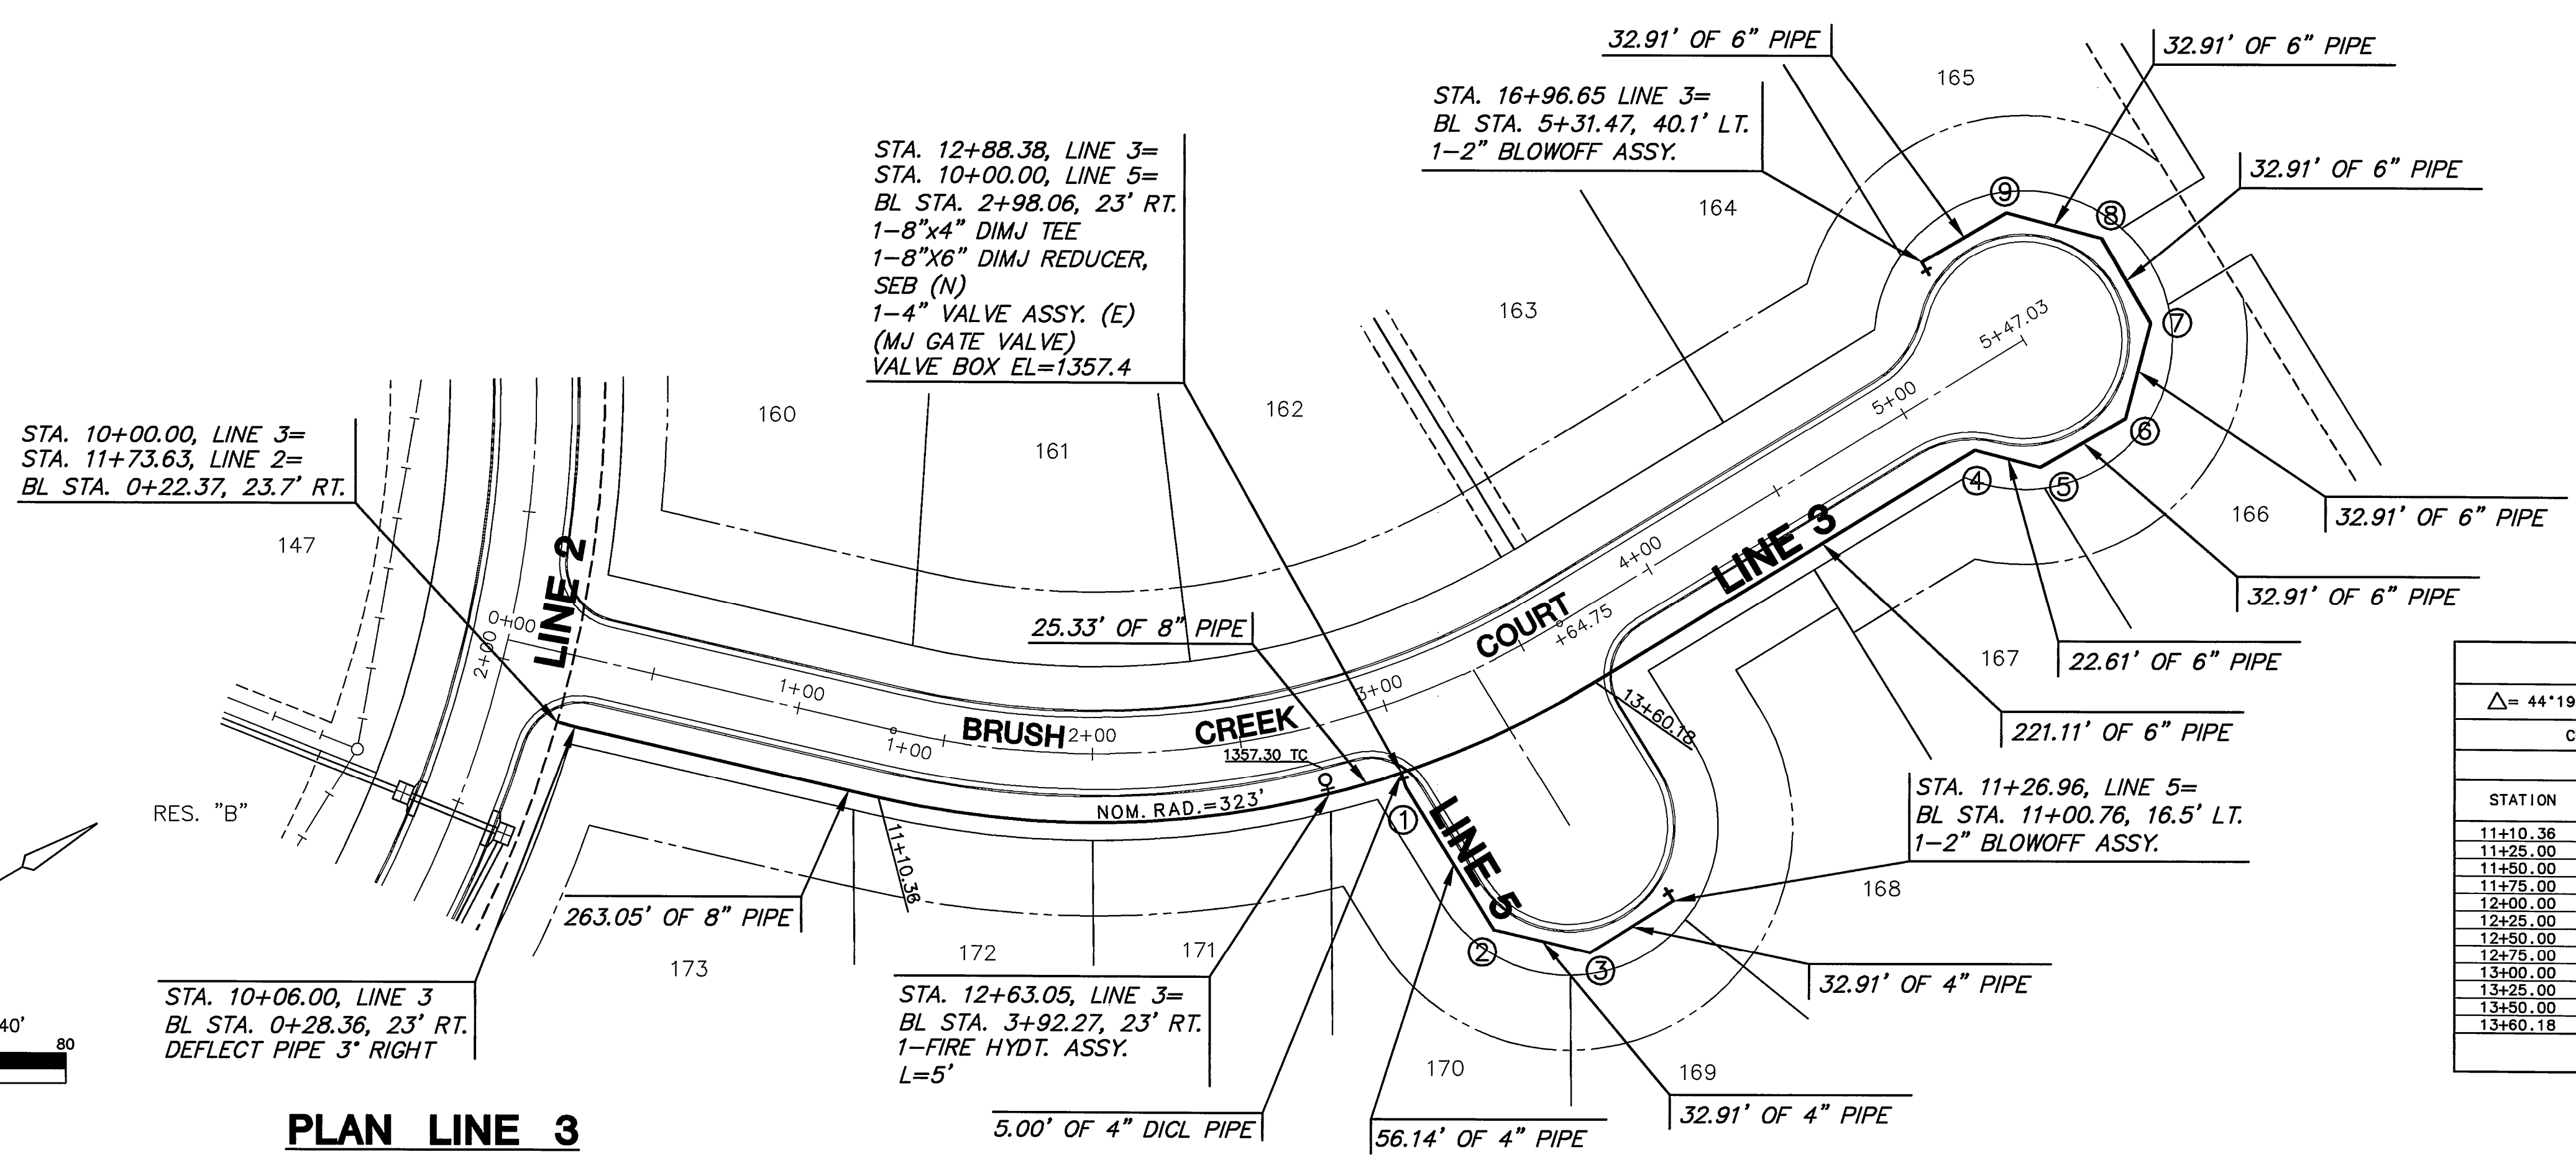 32.91' OF 6" PIPE
32.91' OF 6" PIPE
165
STA. 16+96.65 LINE 3=
BL STA. 5+31.47, 40.1' LT.
1-2" BLOWOFF ASSY.
STA. 12+88.38, LINE 3=
STA. 10+00.00, LINE 5=
BL STA. 2+98.06, 23' RT.
1-8"x4" DIMJ TEE
1-8"X6" DIMJ REDUCER,
SEB (N)
1-4" VALVE ASSY. (E)
(MJ GATE VALVE)
VALVE BOX EL=1357.4
32.91' OF 6" PIPE
164
9
8
7
163
5+47.03
5+00
160
161
162
STA. 10+00.00, LINE 3=
STA. 11+73.63, LINE 2=
BL STA. 0+22.37, 23.7' RT.
147
LINE 2
6
4
5
166
32.91' OF 6" PIPE
LINE 3
4+00
32.91' OF 6" PIPE
0+00
2+00
25.33' OF 8" PIPE
COURT
+64.75
167
22.61' OF 6" PIPE
1+00
3+00
BRUSH
2+00
CREEK
1+00
13+60.18
221.11' OF 6" PIPE
1357.30 TC
NOM. RAD.=323'
RES. "B"
1
LINE 5
STA. 11+26.96, LINE 5=
BL STA. 11+00.76, 16.5' LT.
1-2" BLOWOFF ASSY.
168
11+10.36
263.05' OF 8" PIPE
173
172
171
2
3
32.91' OF 4" PIPE
STA. 10+06.00, LINE 3
BL STA. 0+28.36, 23' RT.
DEFLECT PIPE 3° RIGHT
STA. 12+63.05, LINE 3=
BL STA. 3+92.27, 23' RT.
1-FIRE HYDT. ASSY.
L=5'
170
169
40'
80
5.00' OF 4" DICL PIPE
56.14' OF 4" PIPE
32.91' OF 4" PIPE
PLAN LINE 3
△= 44°19
C
STATION
11+10.36
11+25.00
11+50.00
11+75.00
12+00.00
12+25.00
12+50.00
12+75.00
13+00.00
13+25.00
13+50.00
13+60.18